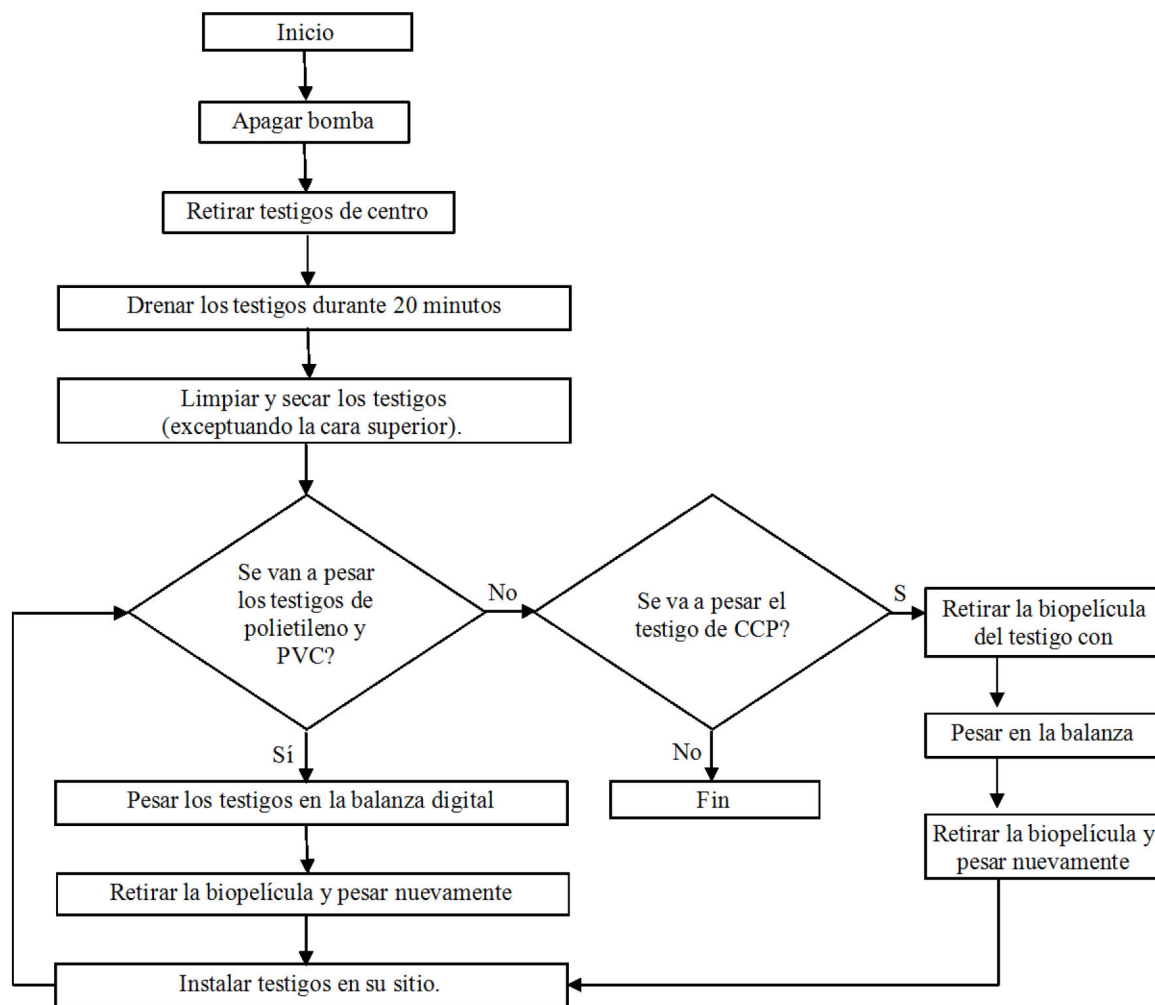 Inicio
Apagar bomba
Retirar testigos de centro
Drenar los testigos durante 20 minutos
Limpiar y secar los testigos
(exceptuando la cara superior).
Se van a pesar
los testigos de
polietileno y
PVC?
No
Se va a pesar el
testigo de CCP?
S
Retirar la biopelícula
del testigo con
Pesar en la balanza
Retirar la biopelícula y
pesar nuevamente
No
Fin
Sí
Pesar los testigos en la balanza digital
Retirar la biopelícula y pesar nuevamente
Instalar testigos en su sitio.